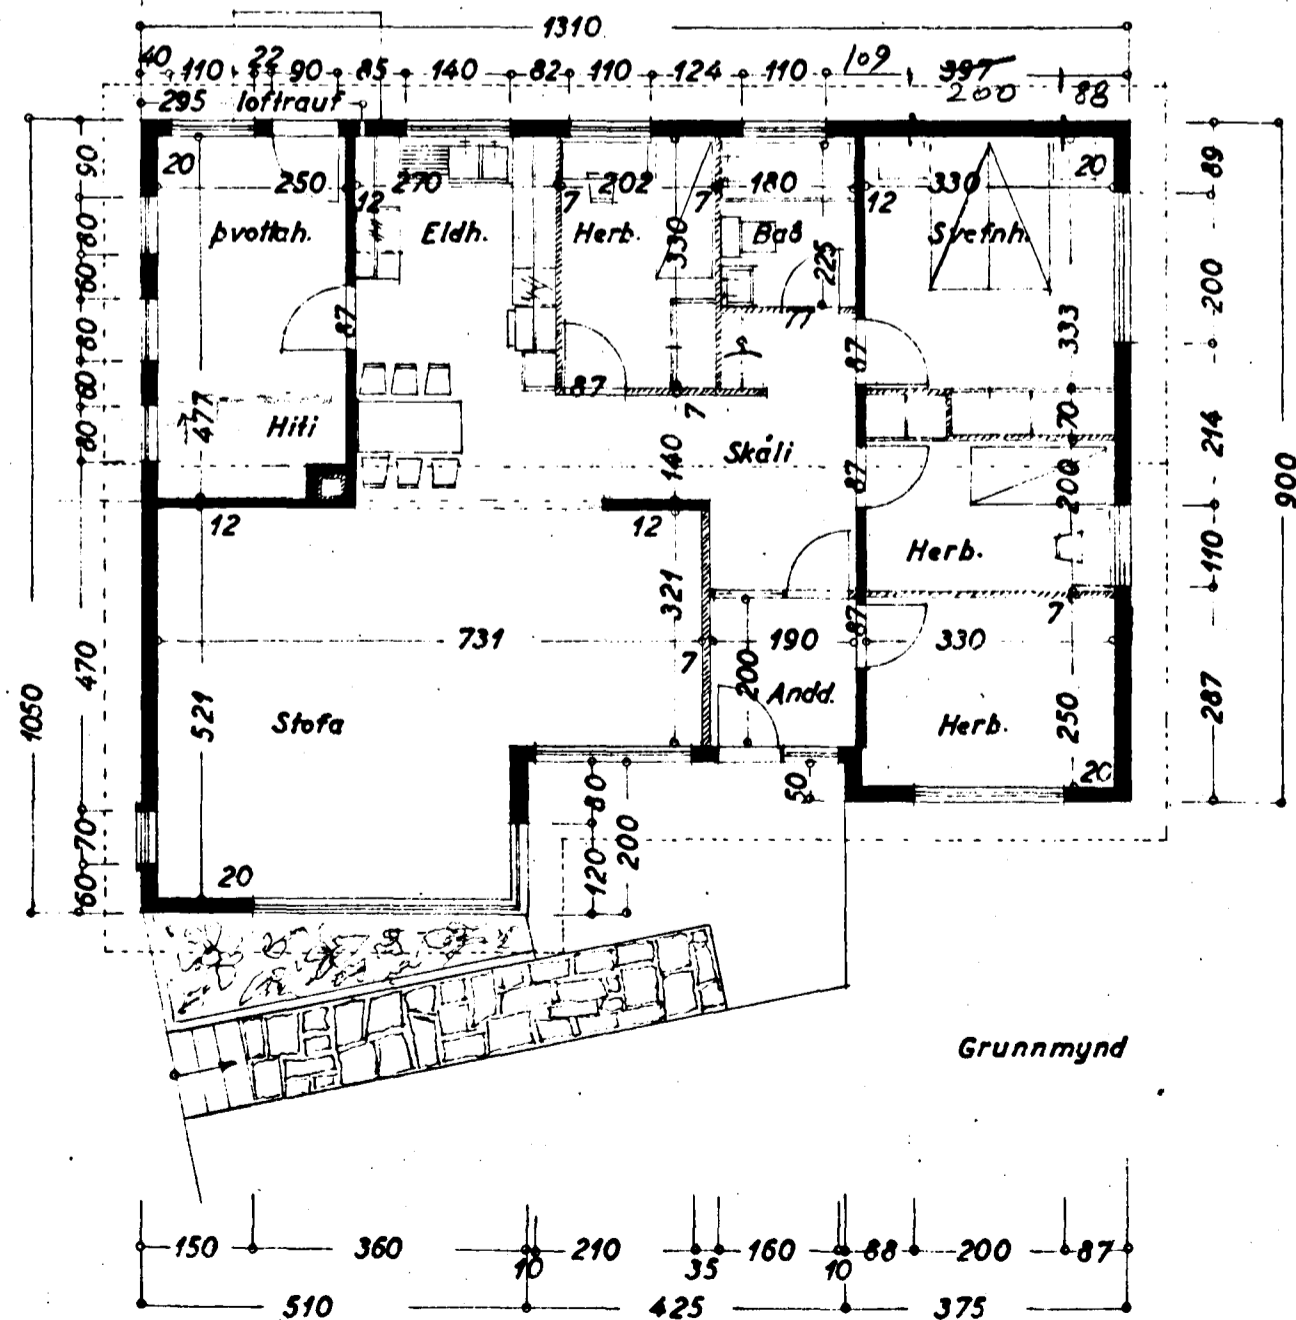 1310
40 110 22 90 85 140 82 110 124 110 109 397 200 88
295 loftrauf
20 250 12 270 7 202 7 180 12 330 20
Þvottah. Eldh. Herb. Bað Svefnh.
330 225 77
87 87 87 7
333 70
477 Hiti
Skáli
140 87 200
12 12
Herb.
7
321
731 7 190 87 330
200 Andd.
521 Stofa Herb. 250
20
50
20
80 120 200
90 80 60 80 60 80 470 70 60
1050
89 200 214 110 287
900
Grunnmynd
150 360 10 210 35 160 10 88 200 87
510 425 375